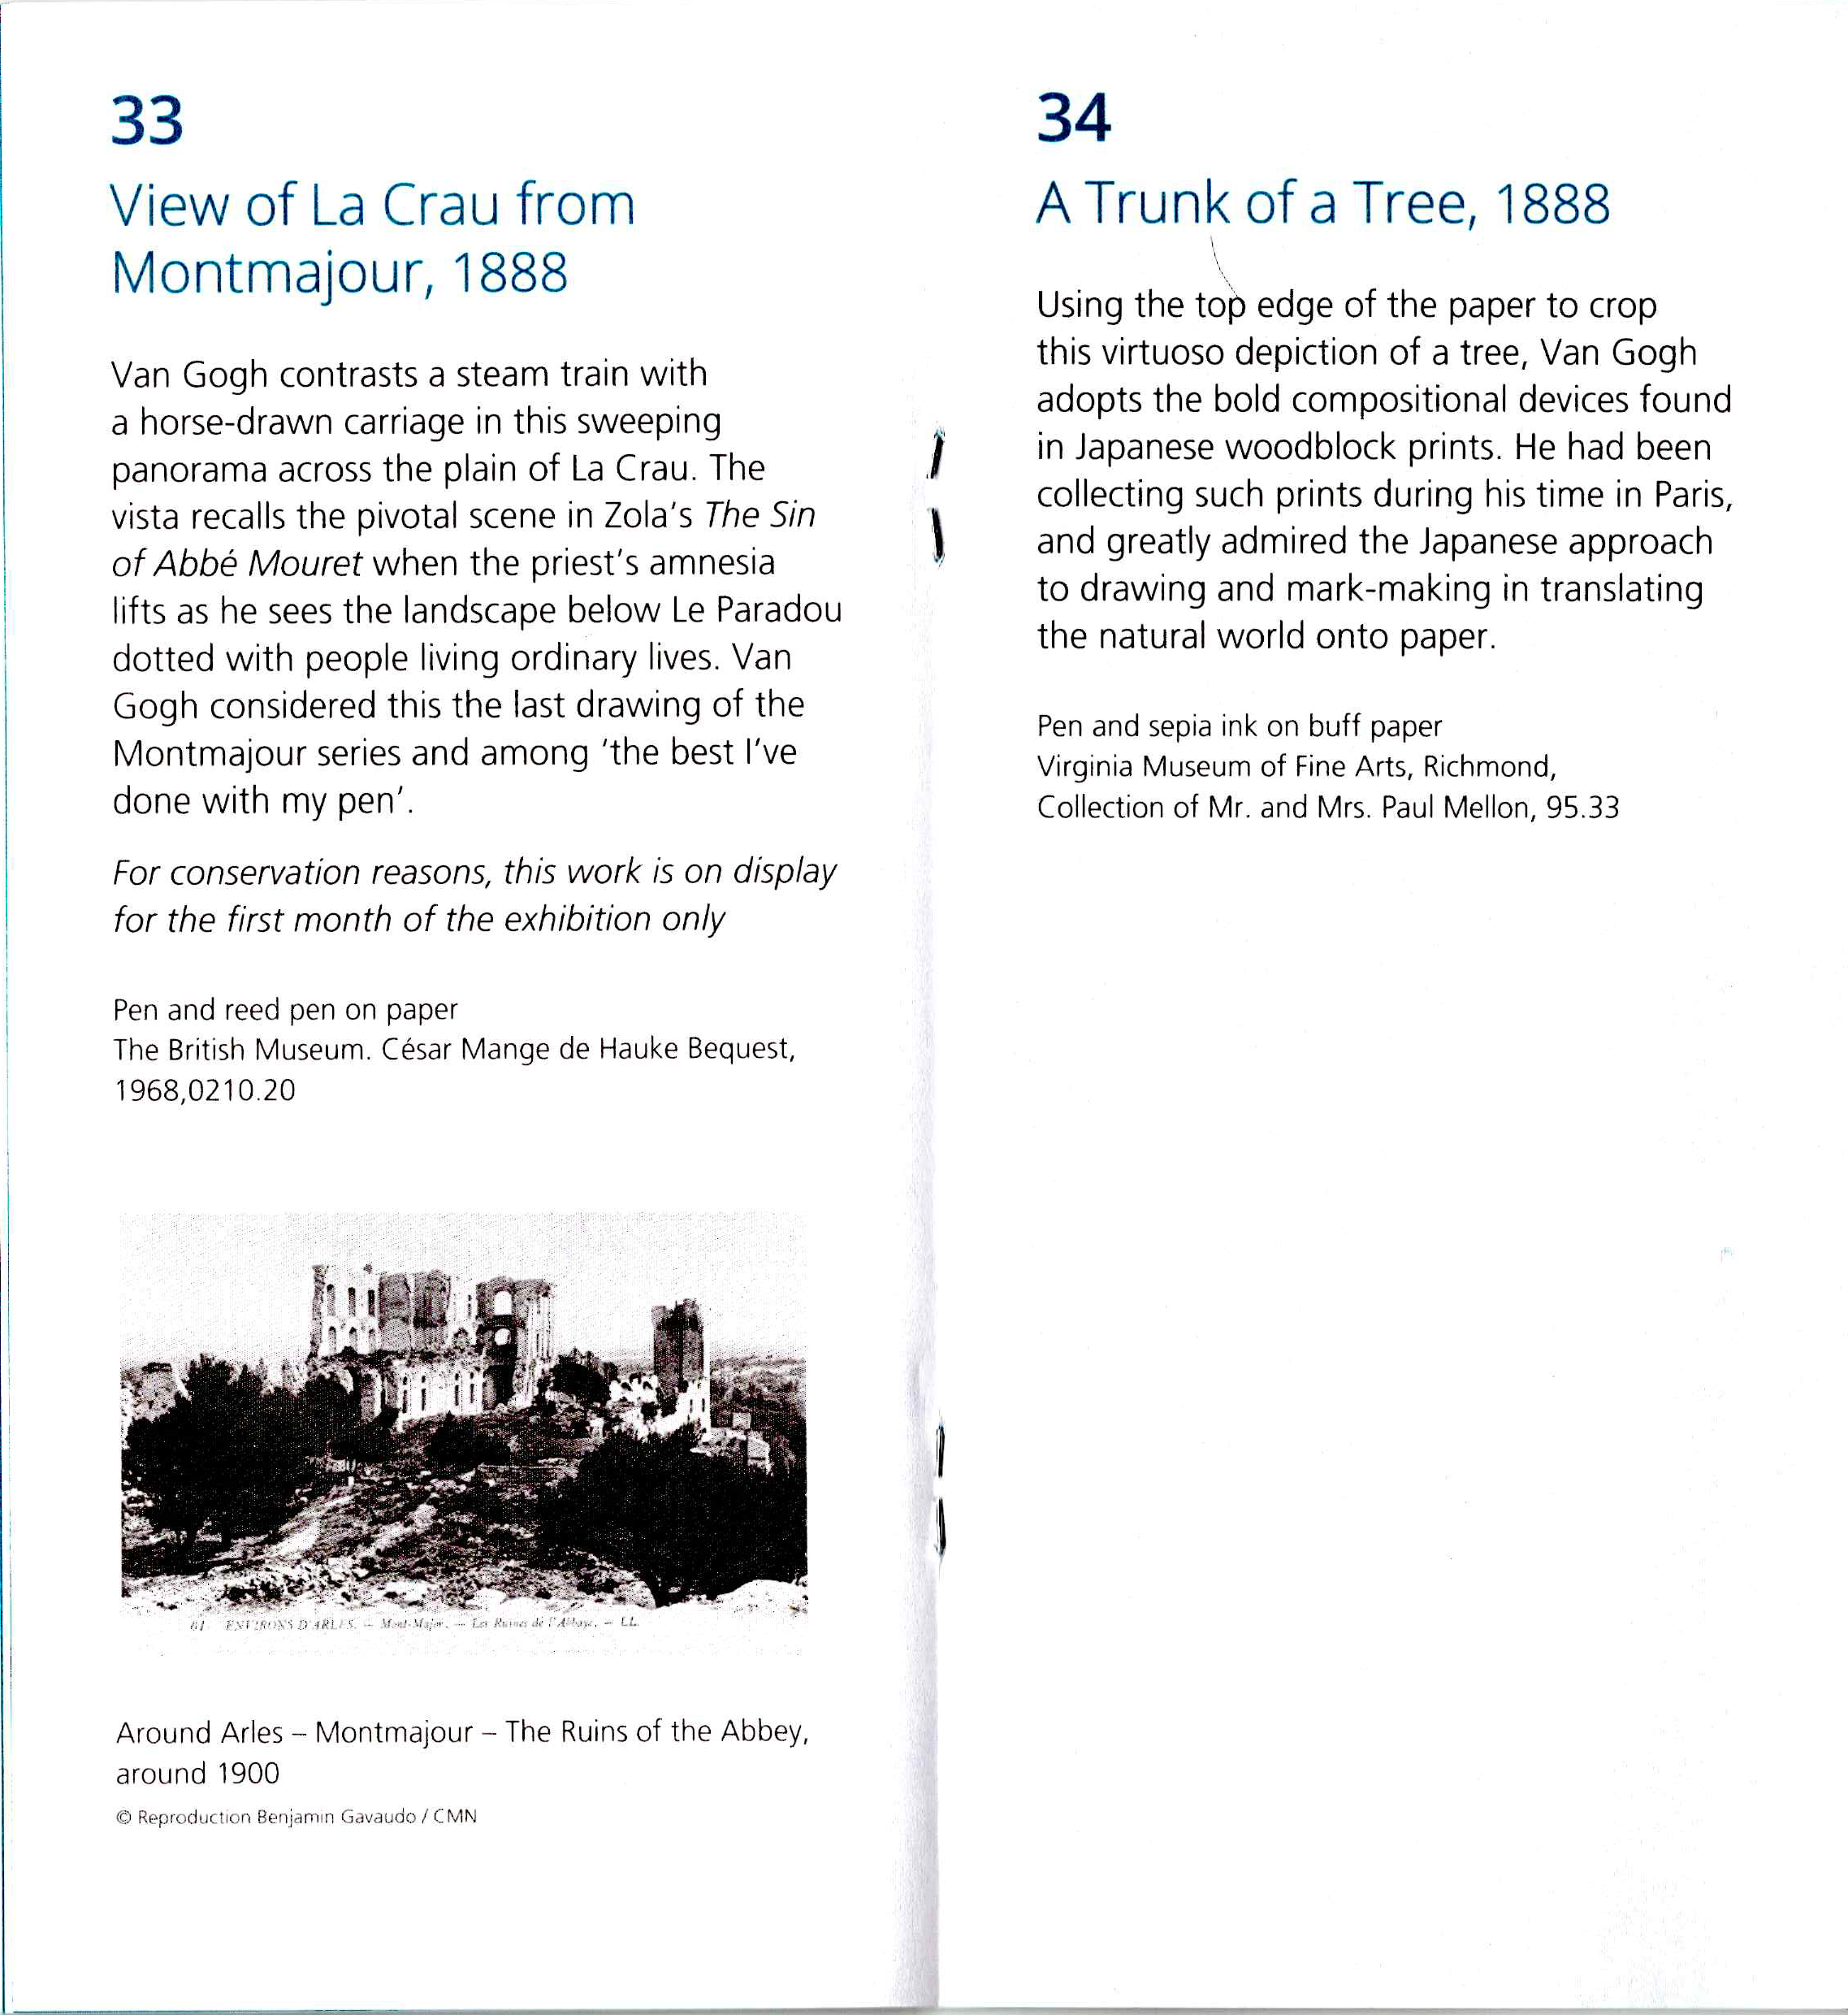 33
View of La Crau from
Montmajour, 1888
Van Gogh contrasts a steam train with
a horse-drawn carriage in this sweeping
panorama across the plain of La Crau. The
vista recalls the pivotal scene in Zola's The Sin
of Abbé Mouret when the priest's amnesia
lifts as he sees the landscape below Le Paradou
dotted with people living ordinary lives. Van
Gogh considered this the last drawing of the
Montmajour series and among 'the best I've
done with my pen'.
For conservation reasons, this work is on display
for the first month of the exhibition only
Pen and reed pen on paper
The British Museum. César Mange de Hauke Bequest,
1968,0210.20
61 ENVIRONS D'ARLES. – Mont-Major. – Les Ruines de l'Abbaye. – LL.
Around Arles – Montmajour – The Ruins of the Abbey,
around 1900
© Reproduction Benjamin Gavaudo / CMN
34
A Trunk of a Tree, 1888
Using the top edge of the paper to crop
this virtuoso depiction of a tree, Van Gogh
adopts the bold compositional devices found
in Japanese woodblock prints. He had been
collecting such prints during his time in Paris,
and greatly admired the Japanese approach
to drawing and mark-making in translating
the natural world onto paper.
Pen and sepia ink on buff paper
Virginia Museum of Fine Arts, Richmond,
Collection of Mr. and Mrs. Paul Mellon, 95.33